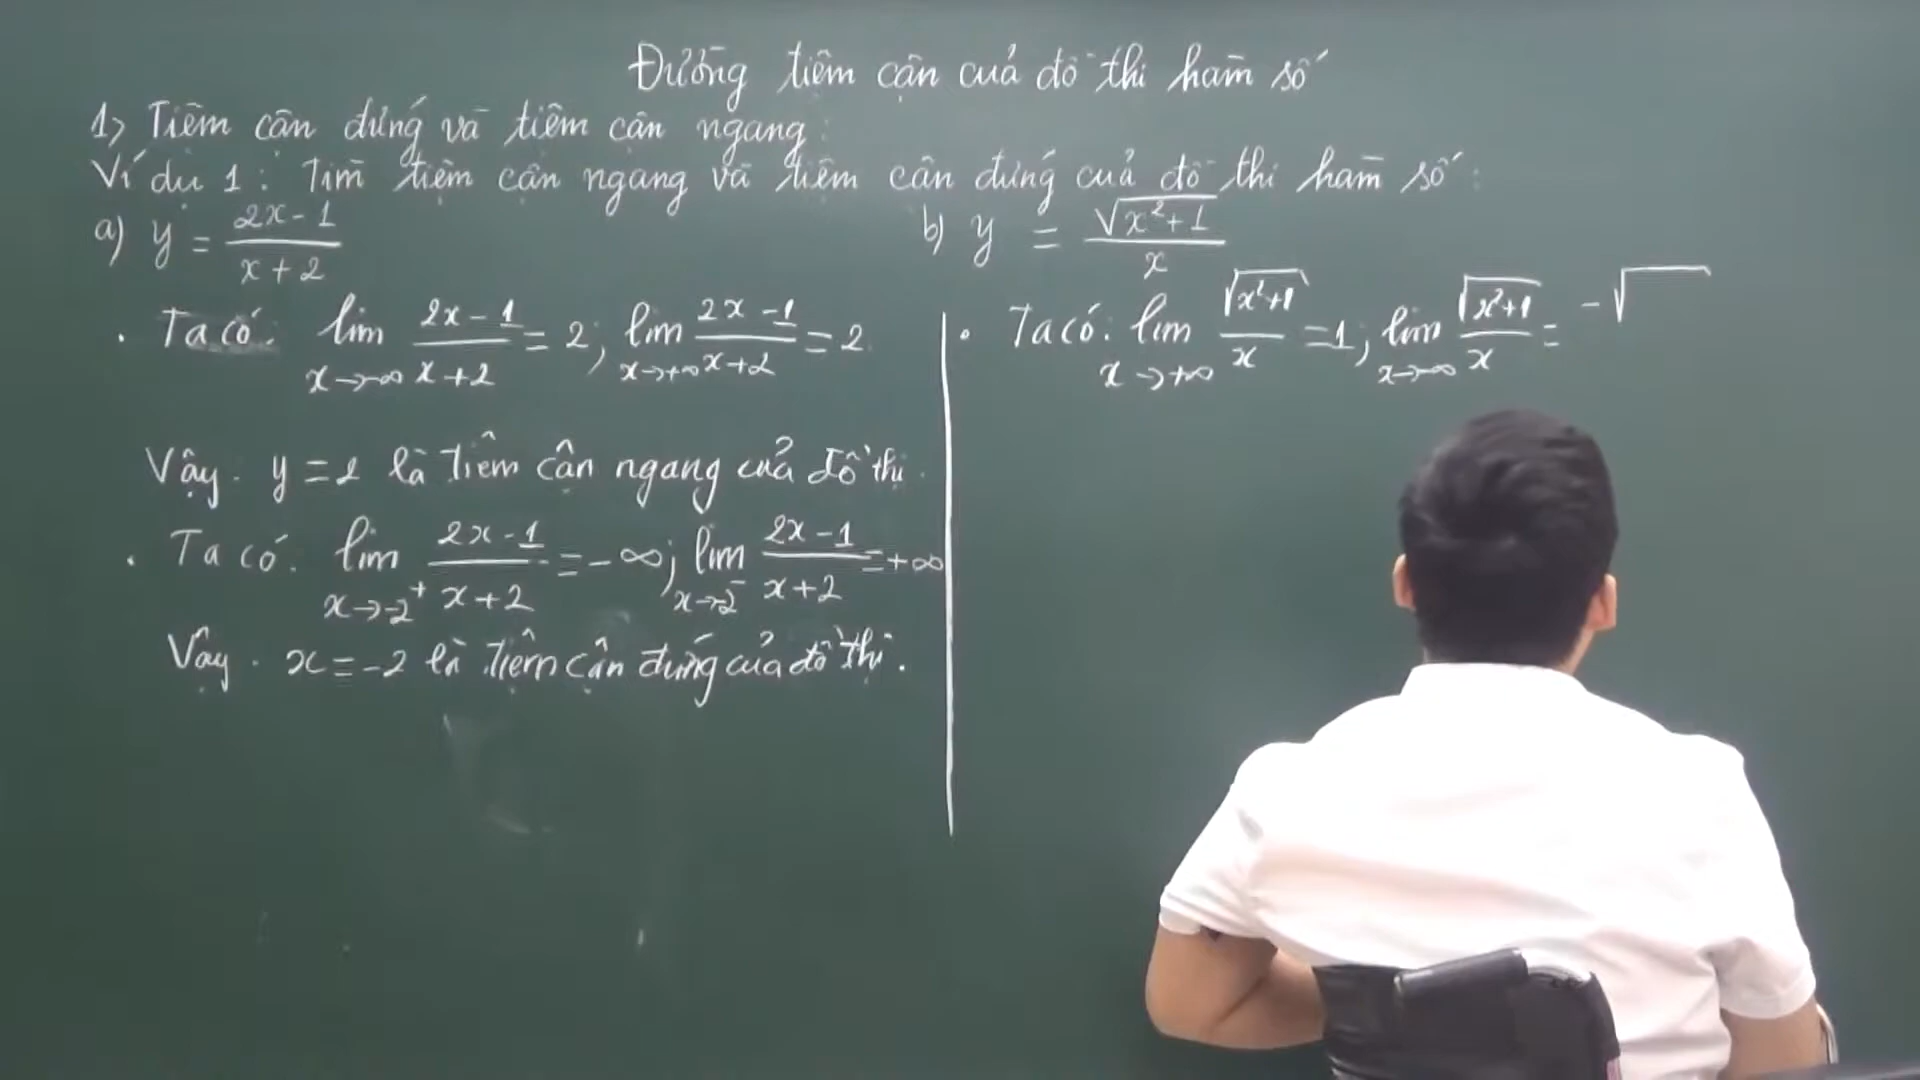 Đường tiệm cận của đồ thị hàm số
1> Tiệm cận đứng và tiệm cận ngang:
Ví dụ 1: Tìm tiệm cận ngang và tiệm cận đứng của đồ thị hàm số:
a) y = (2x-1)/(x+2)
b) y = √(x²+1)/x
. Ta có: lim x→-∞ (2x-1)/(x+2) = 2; lim x→+∞ (2x-1)/(x+2) = 2.
Vậy. y = 2 là tiệm cận ngang của đồ thị.
. Ta có: lim x→-2⁺ (2x-1)/(x+2) = -∞; lim x→-2⁻ (2x-1)/(x+2) = +∞
Vậy. x = -2 là tiệm cận đứng của đồ thị.
. Ta có: lim x→+∞ √(x²+1)/x = 1; lim x→-∞ √(x²+1)/x = -√